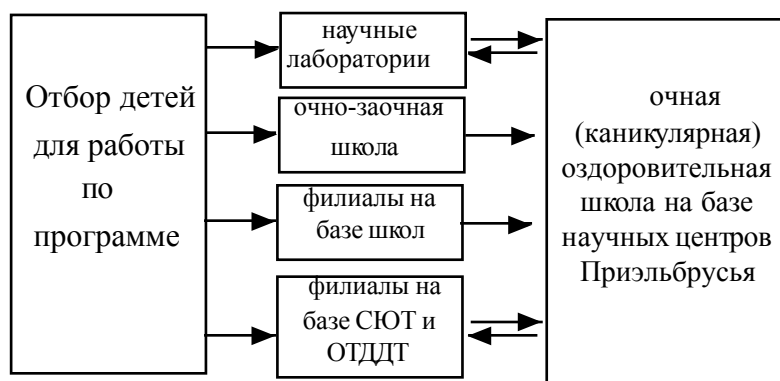 Отбор детей
для работы
по
программе
научные
лаборатории
очно-заочная
школа
филиалы на
базе школ
филиалы на
базе СЮТ и
ОТДДТ
очная
(каникулярная)
оздоровительная
школа на базе
научных центров
Приэльбрусья